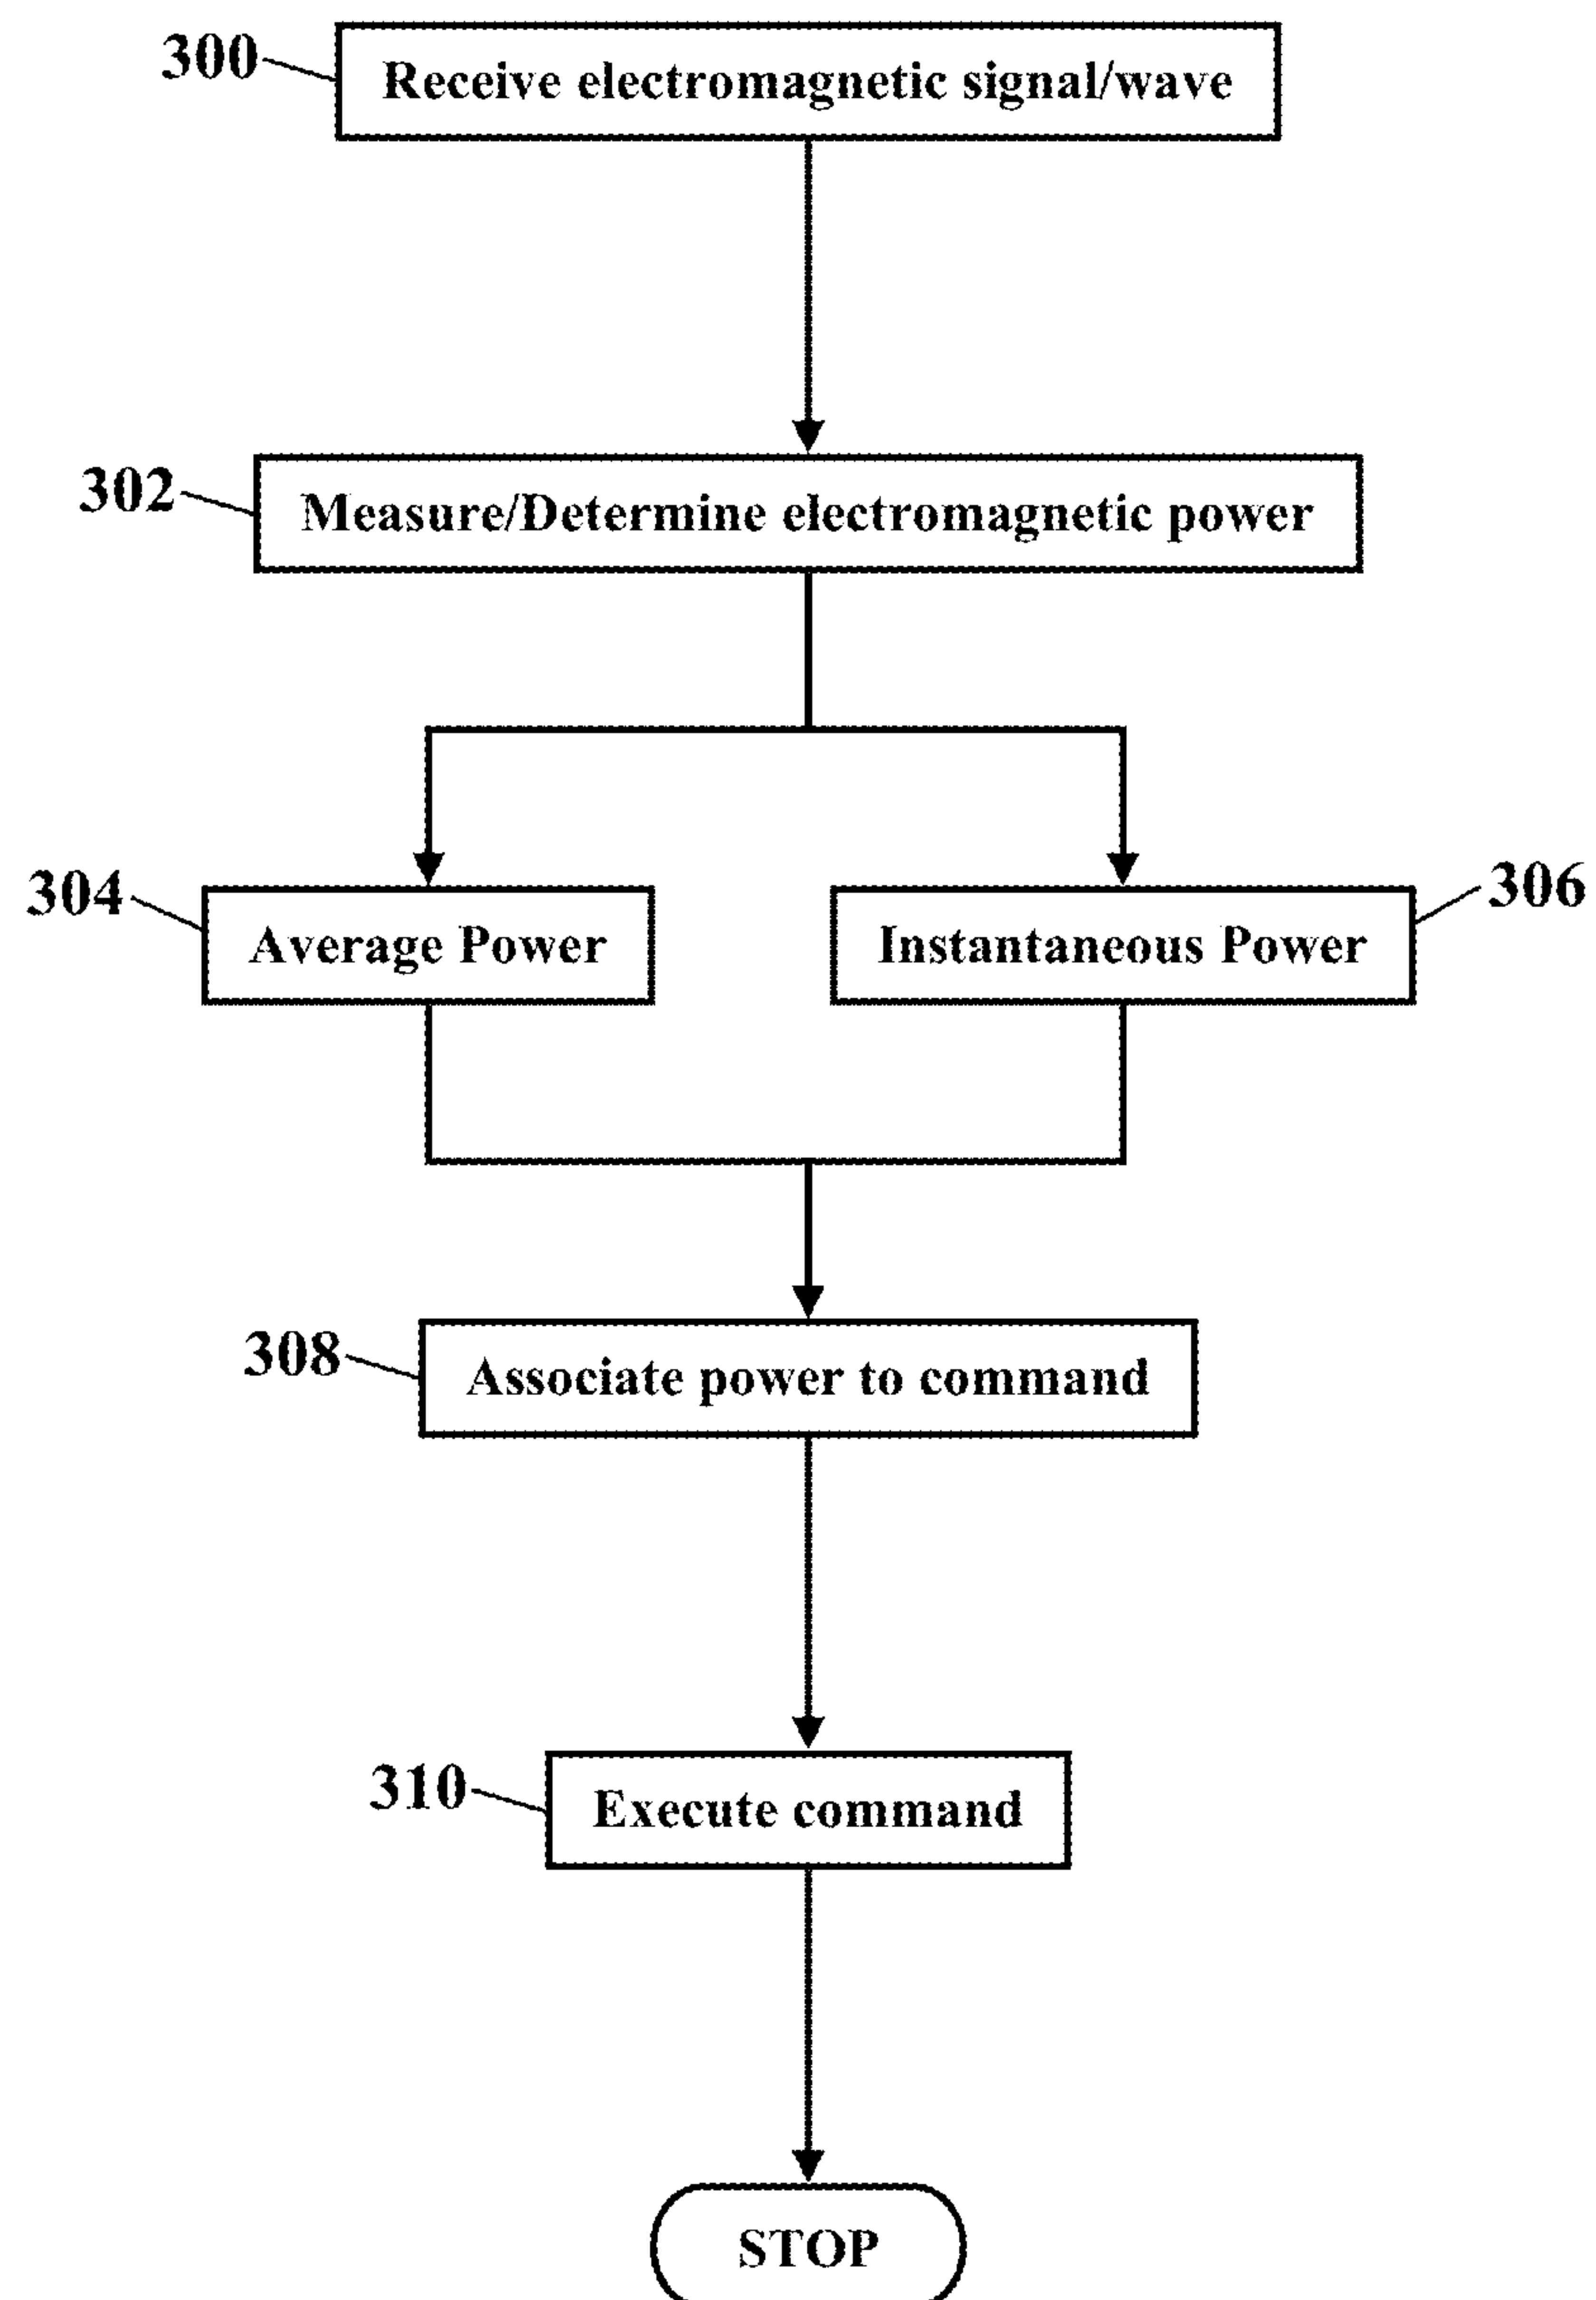 300
Receive electromagnetic signal/wave
302
Measure/Determine electromagnetic power
304
Average Power
Instantaneous Power
306
308
Associate power to command
310
Execute command
STOP